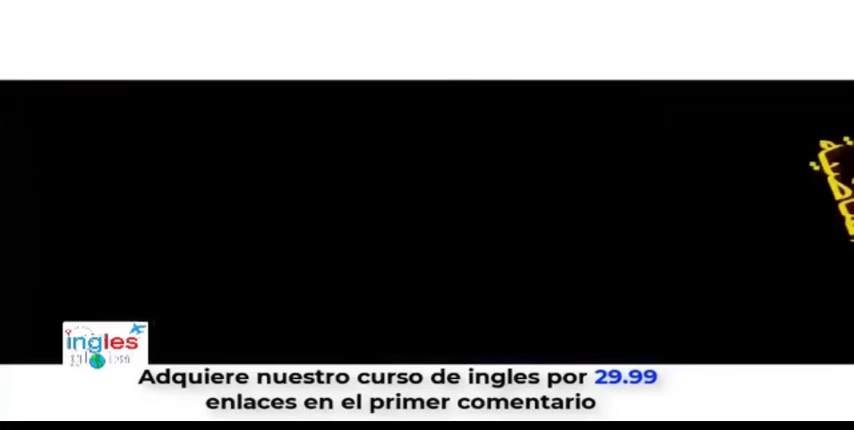 ingles
Adquiere nuestro curso de ingles por 29.99
enlaces en el primer comentario